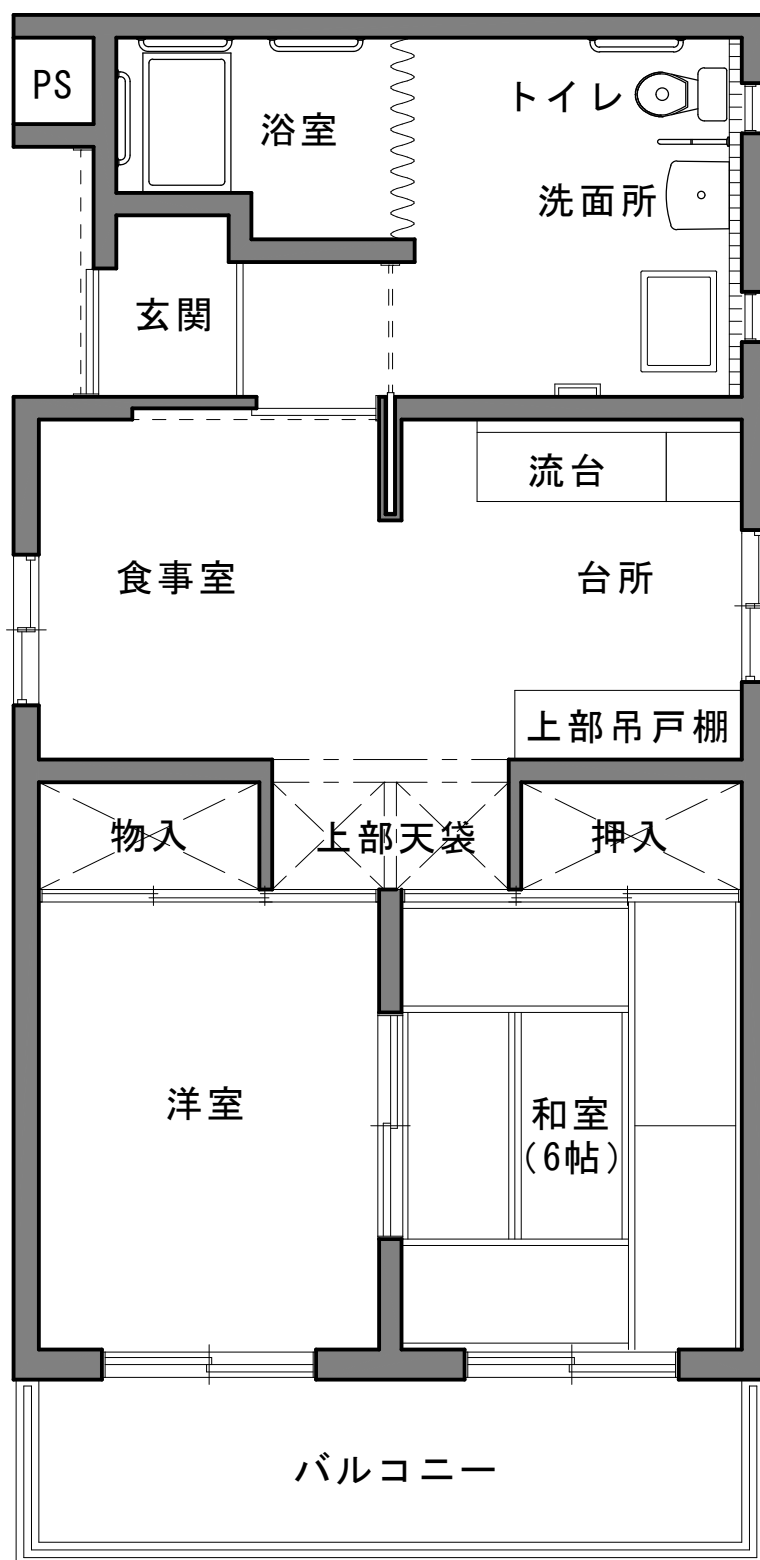 PS
浴室
トイレ
洗面所
玄関
流台
食事室
台所
上部吊戸棚
物入
上部天袋
押入
洋室
和室
(6帖)
バルコニー